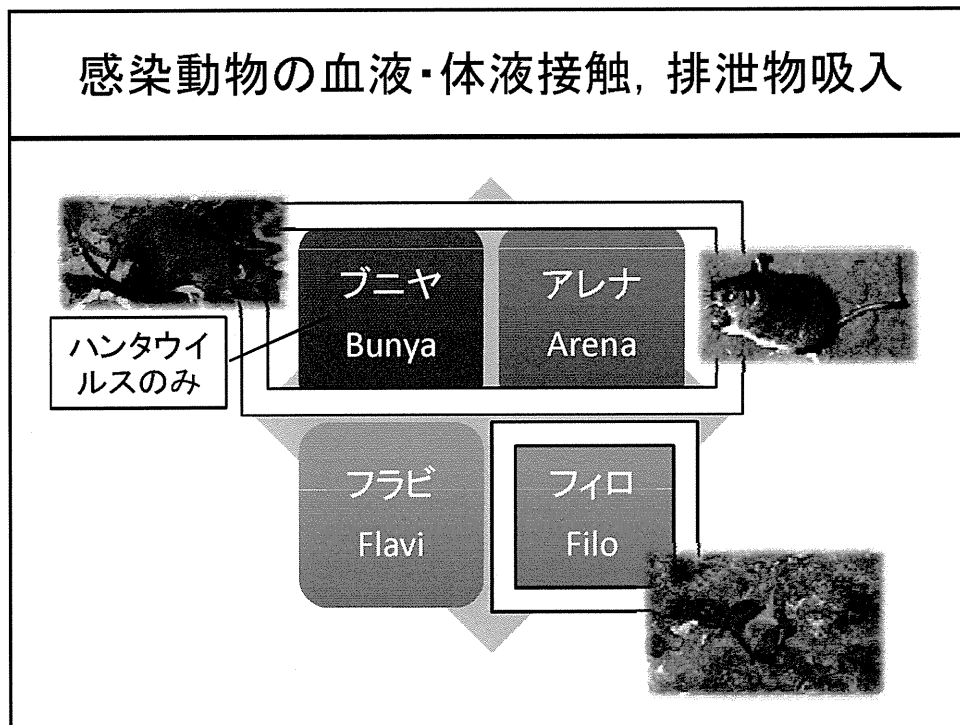 感染動物の血液・体液接触，排泄物吸入
ブニヤ
Bunya
アレナ
Arena
ハンタウイ
ルスのみ
フラビ
Flavi
フィロ
Filo